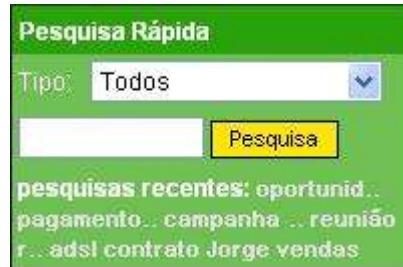 Pesquisa Rápida
Tipo: Todos
Pesquisa
pesquisas recentes: oportunid..
pagamento.. campanha .. reunião
r.. adsl contrato Jorge vendas